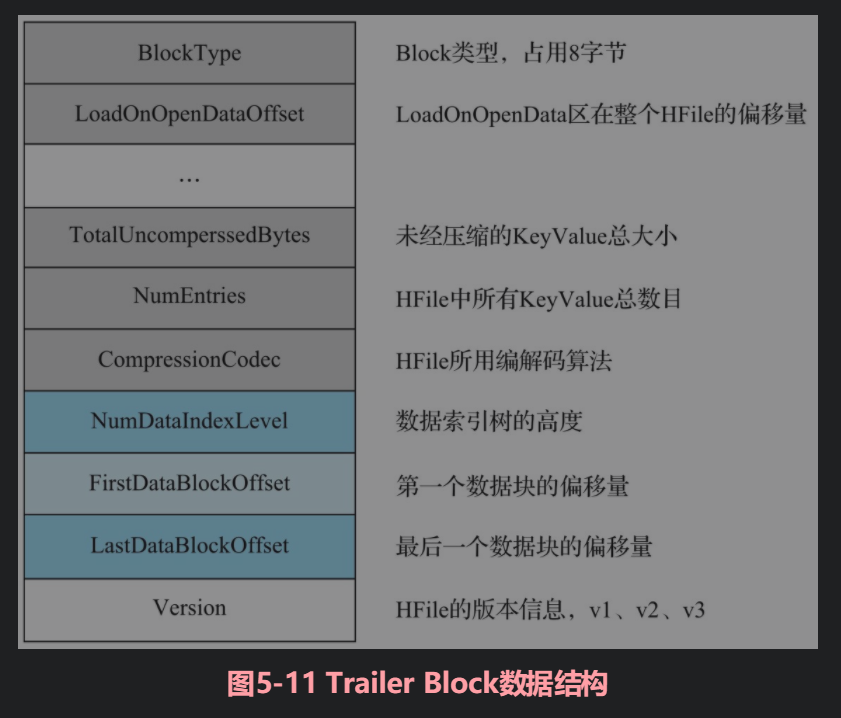 BlockType Block类型，占用8字节
LoadOnOpenDataOffset LoadOnOpenData区在整个HFile的偏移量
…
TotalUncomperssedBytes 未经压缩的KeyValue总大小
NumEntries HFile中所有KeyValue总数目
CompressionCodec HFile所用编解码算法
NumDataIndexLevel 数据索引树的高度
FirstDataBlockOffset 第一个数据块的偏移量
LastDataBlockOffset 最后一个数据块的偏移量
Version HFile的版本信息，v1、v2、v3
图5-11 Trailer Block数据结构